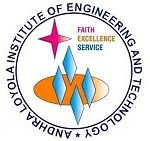 ANDHRA LOYOLA INSTITUTE OF ENGINEERING AND TECHNOLOGY
FAITH
EXCELLENCE
SERVICE